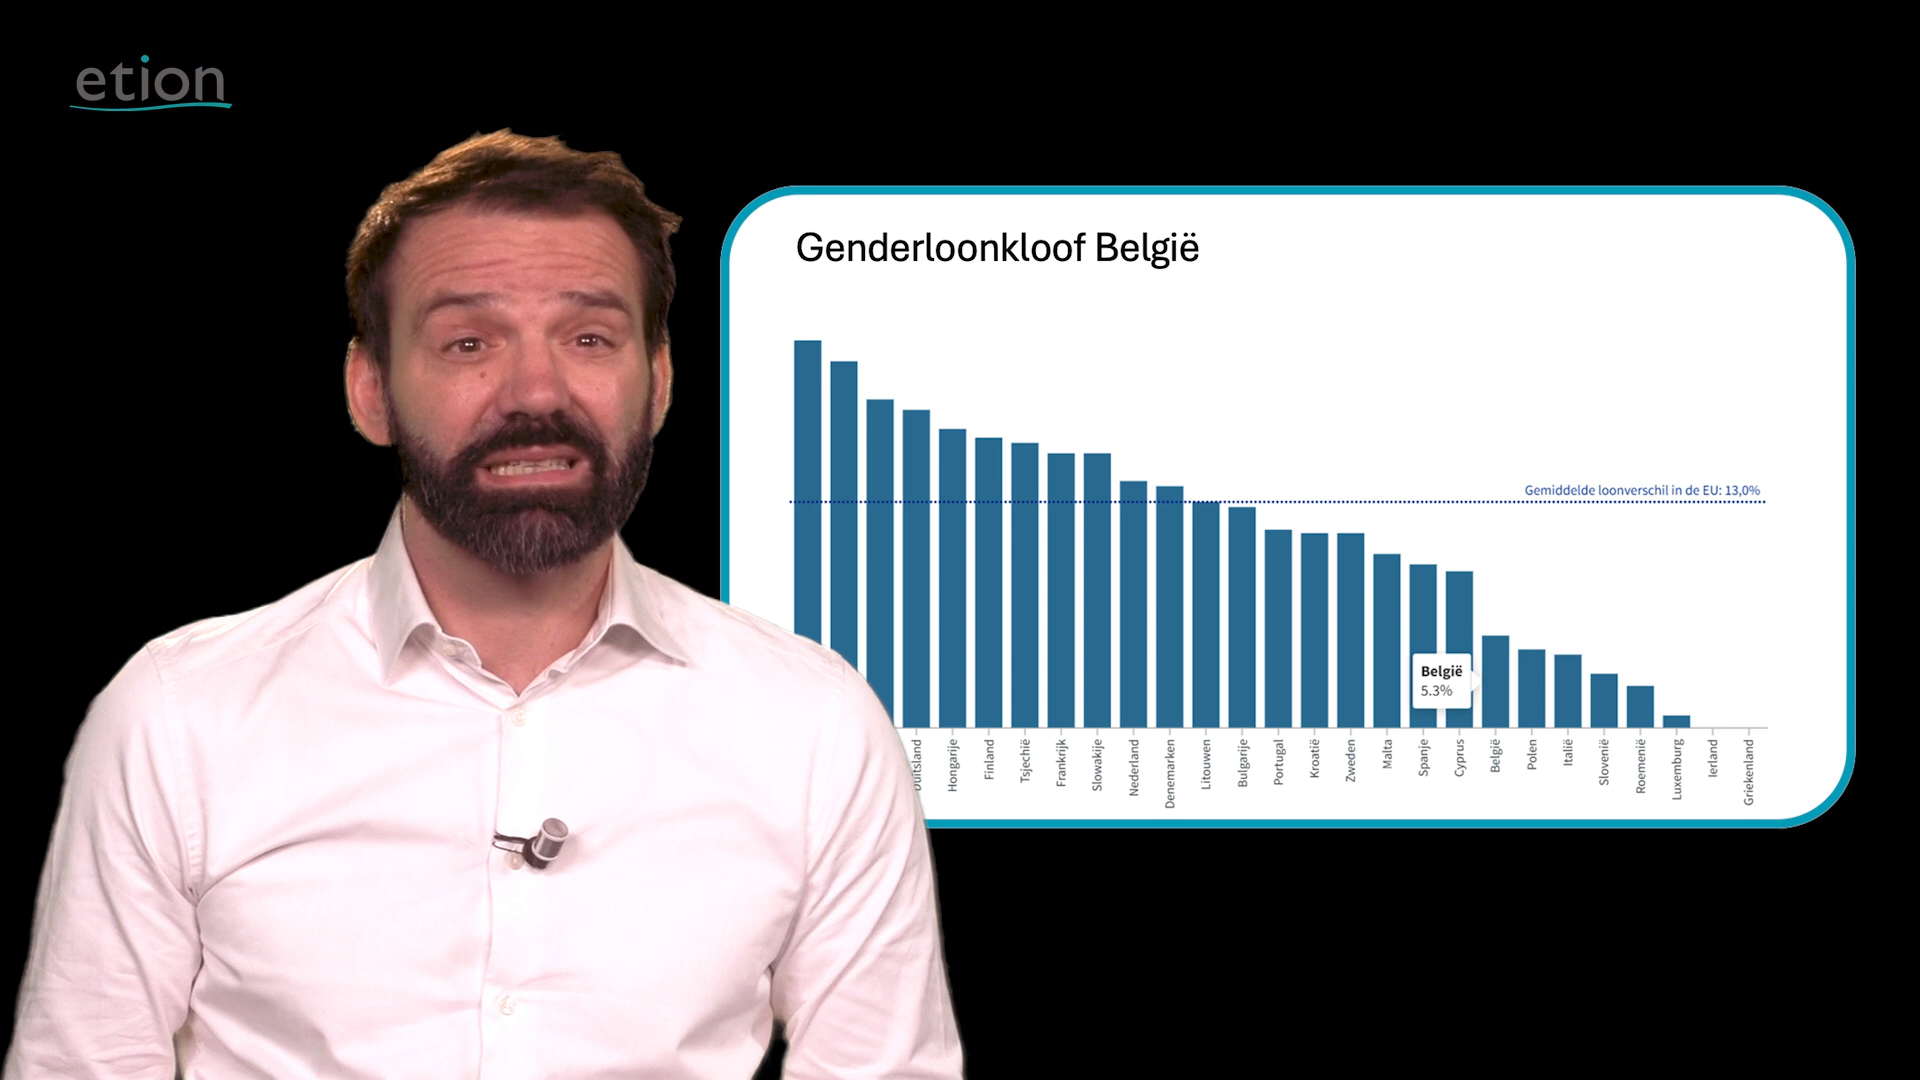 etion
Genderloonkloof België
Gemiddelde loonverschil in de EU: 13,0%
België
5.3%
Duitsland
Hongarije
Finland
Tsjechië
Frankrijk
Slowakije
Nederland
Denemarken
Litouwen
Bulgarije
Portugal
Kroatië
Zweden
Malta
Spanje
Cyprus
België
Polen
Italië
Slovenië
Roemenië
Luxemburg
Ierland
Griekenland